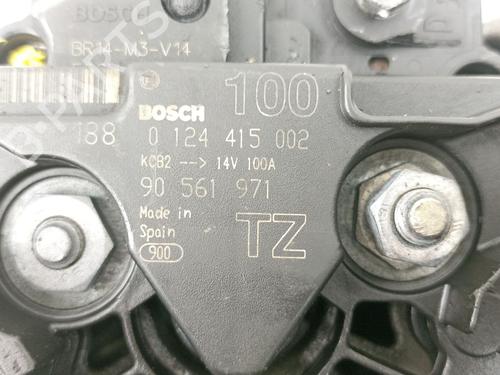 BOSCH
BR14-M3-V14
100
BOSCH
188 0 124 415 002
KCB2 --> 14V 100A
90 561 971
Made in
Spain
TZ
900